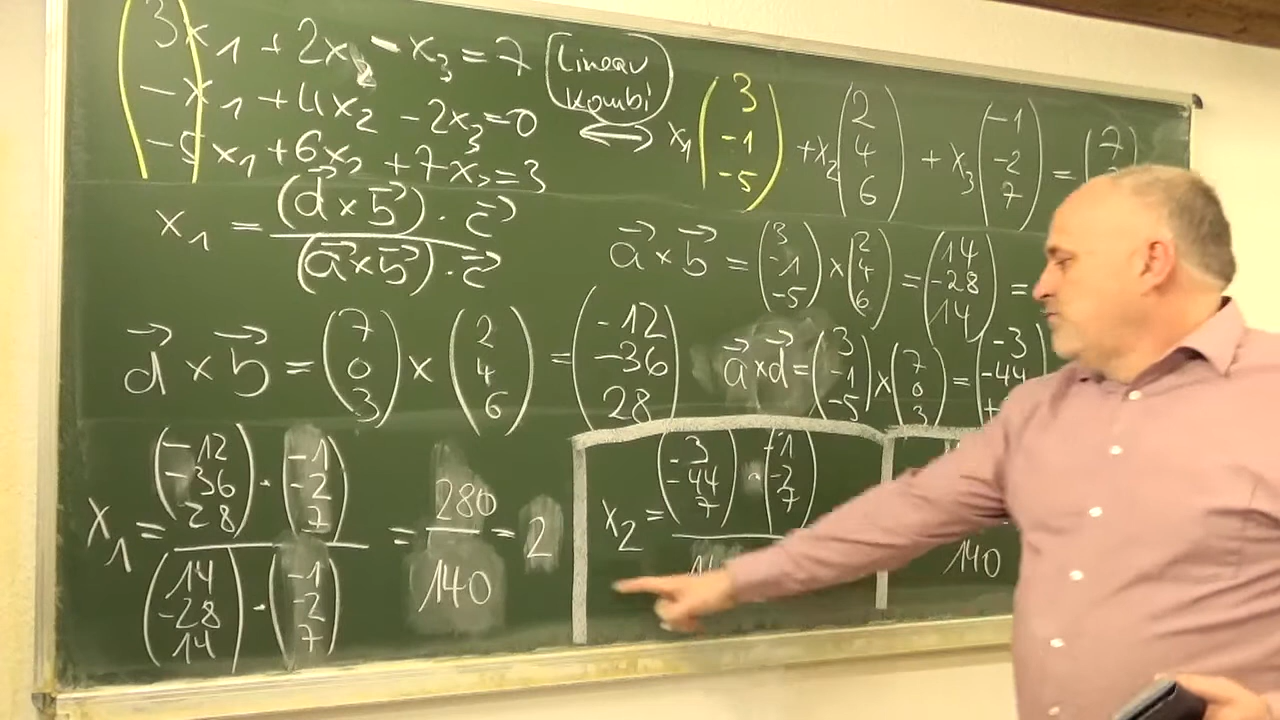 3x₁ + 2x₂ - x₃ = 7
-x₁ + 4x₂ - 2x₃ = 0
-5x₁ + 6x₂ + 7x₃ = 3
Linear
Kombi
⟺ x₁ (3 -1 -5) + x₂ (2 4 6) + x₃ (-1 -2 7) = (7
x₁ = (d⃗ × b⃗) · c⃗ / (a⃗ × b⃗) · c⃗
a⃗ × b⃗ = (3 -1 -5) × (2 4 6) = (14 -28 14) =
d⃗ × b⃗ = (7 0 3) × (2 4 6) = (-12 -36 28)
a⃗ × d⃗ = (3 -1 -5) × (7 0 3) = (-3 -44
x₁ = (-12 -36 28) · (-1 -2 7) / (14 -28 14) · (-1 -2 7) = 280 / 140 = 2
x₂ = (-3 -44 7) · (-1 -2 7) /
140